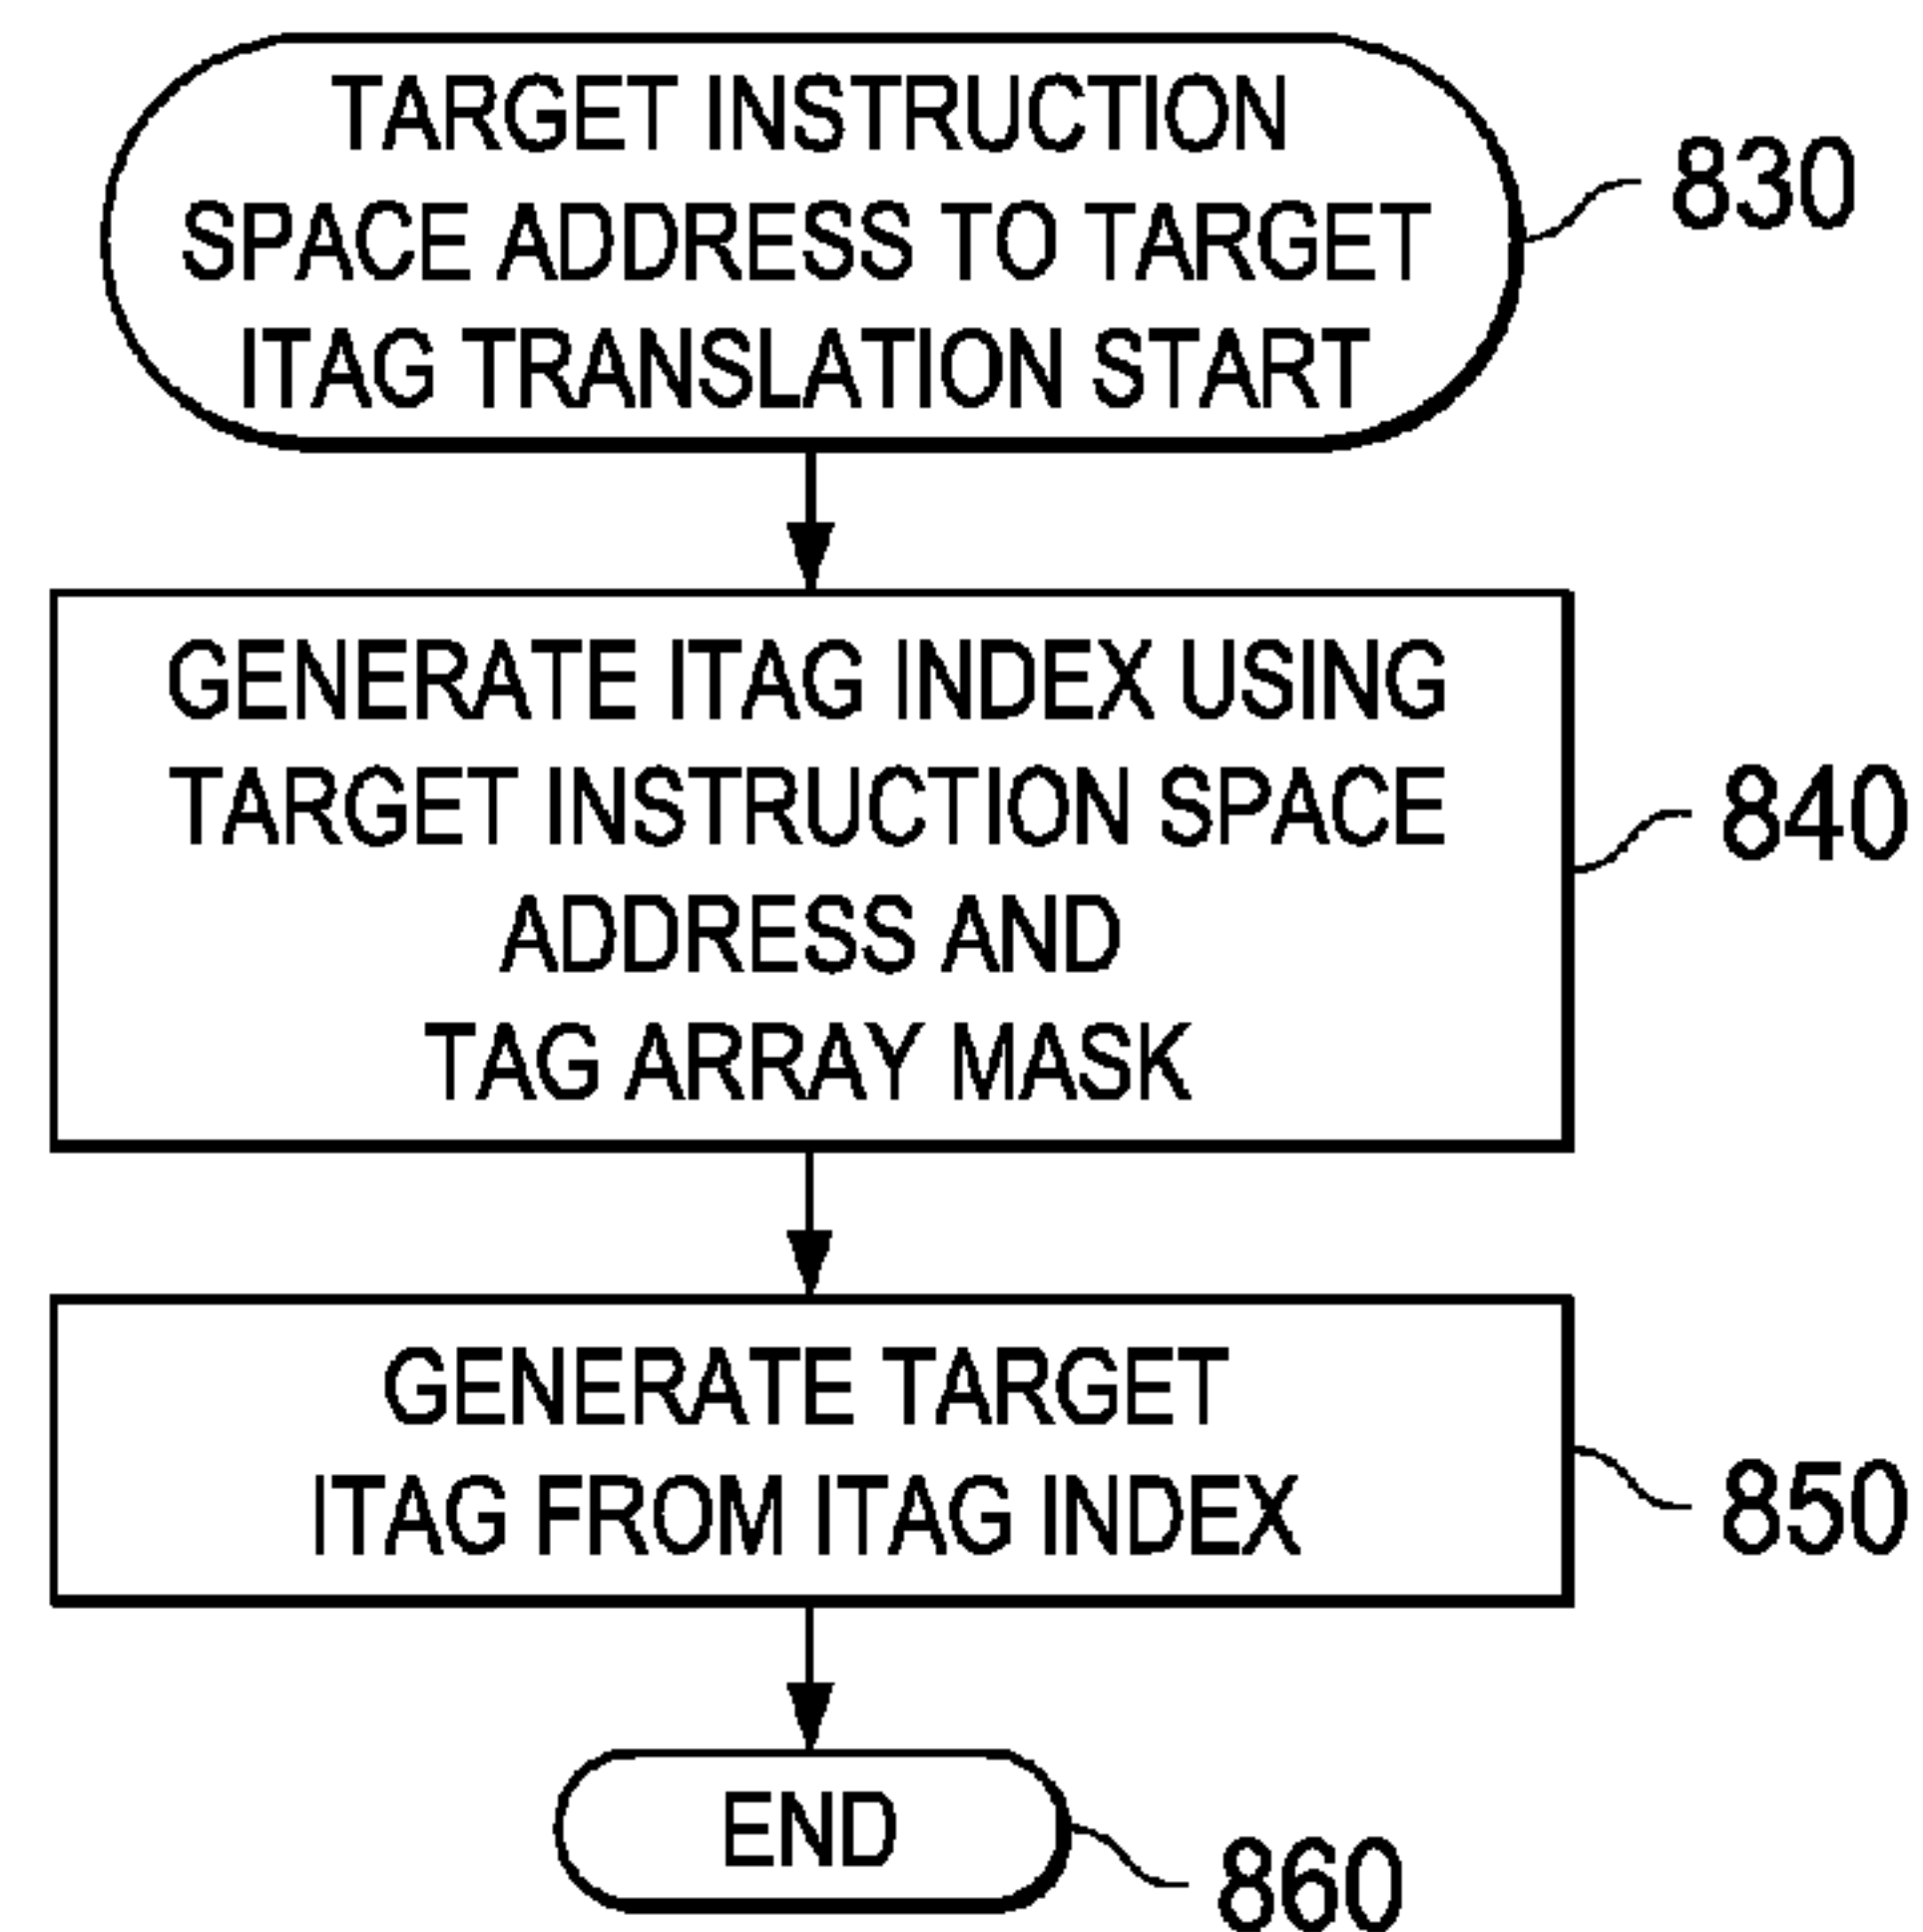 TARGET INSTRUCTION
SPACE ADDRESS TO TARGET
ITAG TRANSLATION START
830
GENERATE ITAG INDEX USING
TARGET INSTRUCTION SPACE
ADDRESS AND
TAG ARRAY MASK
840
GENERATE TARGET
ITAG FROM ITAG INDEX
850
END
860